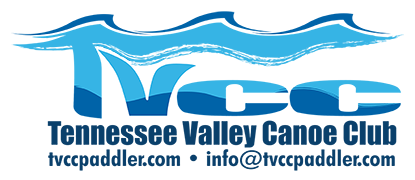 TVCC
Tennessee Valley Canoe Club
tvccpaddler.com • info@tvccpaddler.com